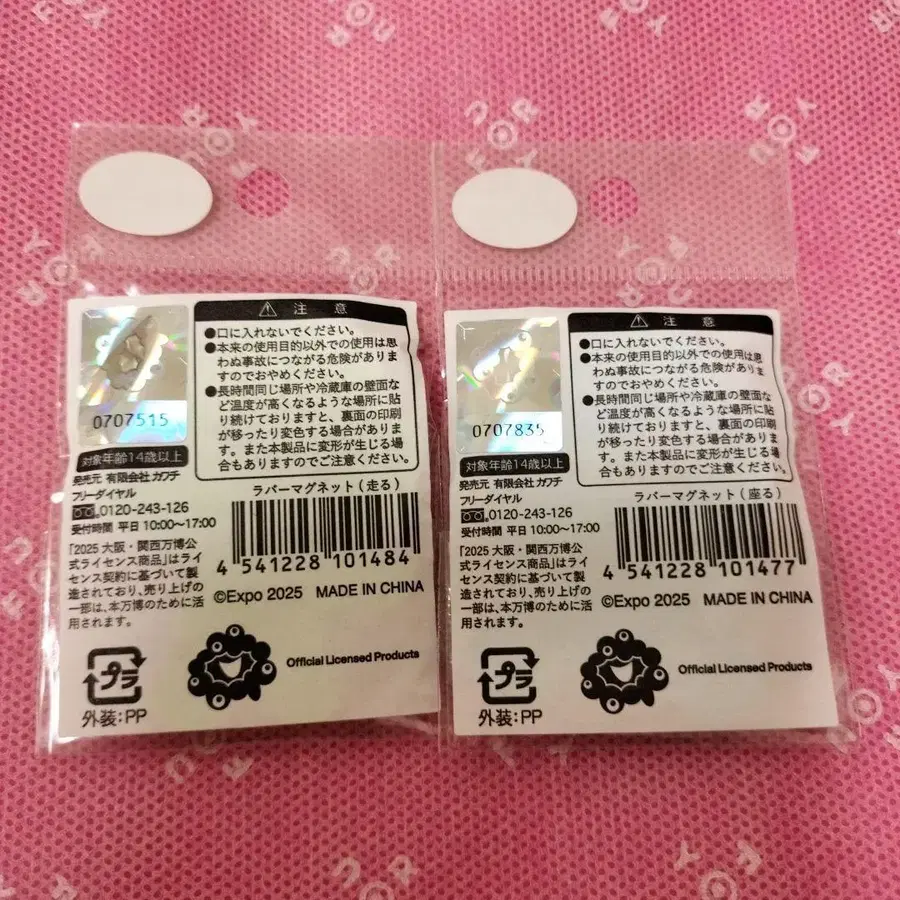 ⚠ 注 意
●口に入れないでください。
●本来の使用目的以外での使用は思
わぬ事故につながる危険がありま
すのでおやめください。
●長時間同じ場所や冷蔵庫の壁面な
ど温度が高くなるような場所に貼
り続けておりますと、裏面の印刷
が移ったり変色する場合がありま
す。また本製品に変形が生じる場
合もありますのでご注意ください。
0707515
対象年齢14歳以上
発売元 有限会社 カワチ
フリーダイヤル
0120-243-126
受付時間 平日 10:00〜17:00
「2025 大阪・関西万博公
式ライセンス商品」はライ
センス契約に基づいて製
造されており、売り上げの
一部は、本万博のために活
用されます。
ラバーマグネット(走る)
4 541228 101484
©Expo 2025 MADE IN CHINA
Official Licensed Products
プラ
外装:PP
⚠ 注 意
●口に入れないでください。
●本来の使用目的以外での使用は思
わぬ事故につながる危険がありま
すのでおやめください。
●長時間同じ場所や冷蔵庫の壁面な
ど温度が高くなるような場所に貼
り続けておりますと、裏面の印刷
が移ったり変色する場合がありま
す。また本製品に変形が生じる場
合もありますのでご注意ください。
0707835
対象年齢14歳以上
発売元 有限会社 カワチ
フリーダイヤル
0120-243-126
受付時間 平日 10:00〜17:00
「2025 大阪・関西万博公
式ライセンス商品」はライ
センス契約に基づいて製
造されており、売り上げの
一部は、本万博のために活
用されます。
ラバーマグネット(座る)
4 541228 101477
©Expo 2025 MADE IN CHINA
Official Licensed Products
プラ
外装:PP
FOR YOU